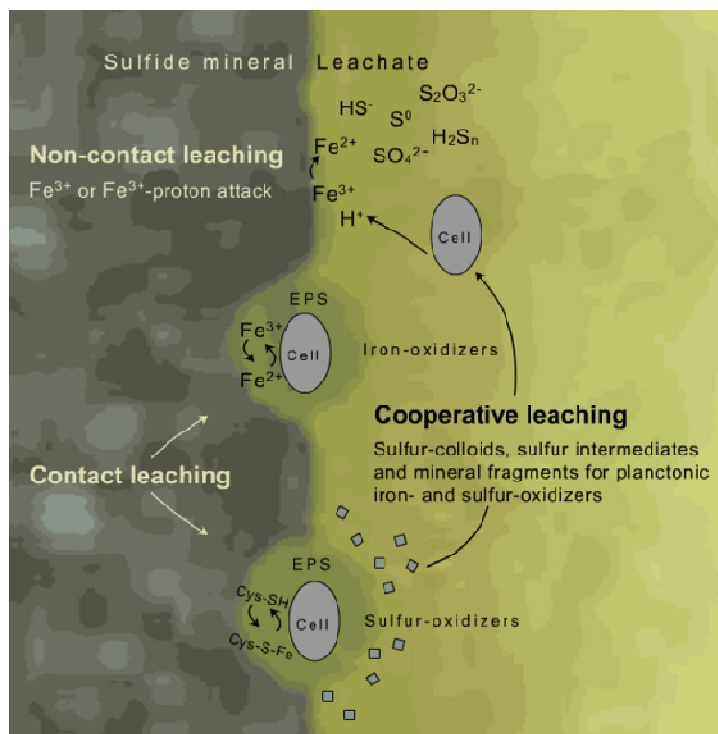 Sulfide mineral Leachate
S₂O₃²⁻
HS⁻
S⁰
H₂Sₙ
Fe²⁺
SO₄²⁻
Non-contact leaching
Fe³⁺ or Fe³⁺-proton attack
Fe³⁺
H⁺
Cell
EPS
Fe³⁺
Cell
Iron-oxidizers
Fe²⁺
Cooperative leaching
Sulfur-colloids, sulfur intermediates
and mineral fragments for planctonic
iron- and sulfur-oxidizers
Contact leaching
EPS
Cys-SH
Cell
Sulfur-oxidizers
Cys-S-Fe